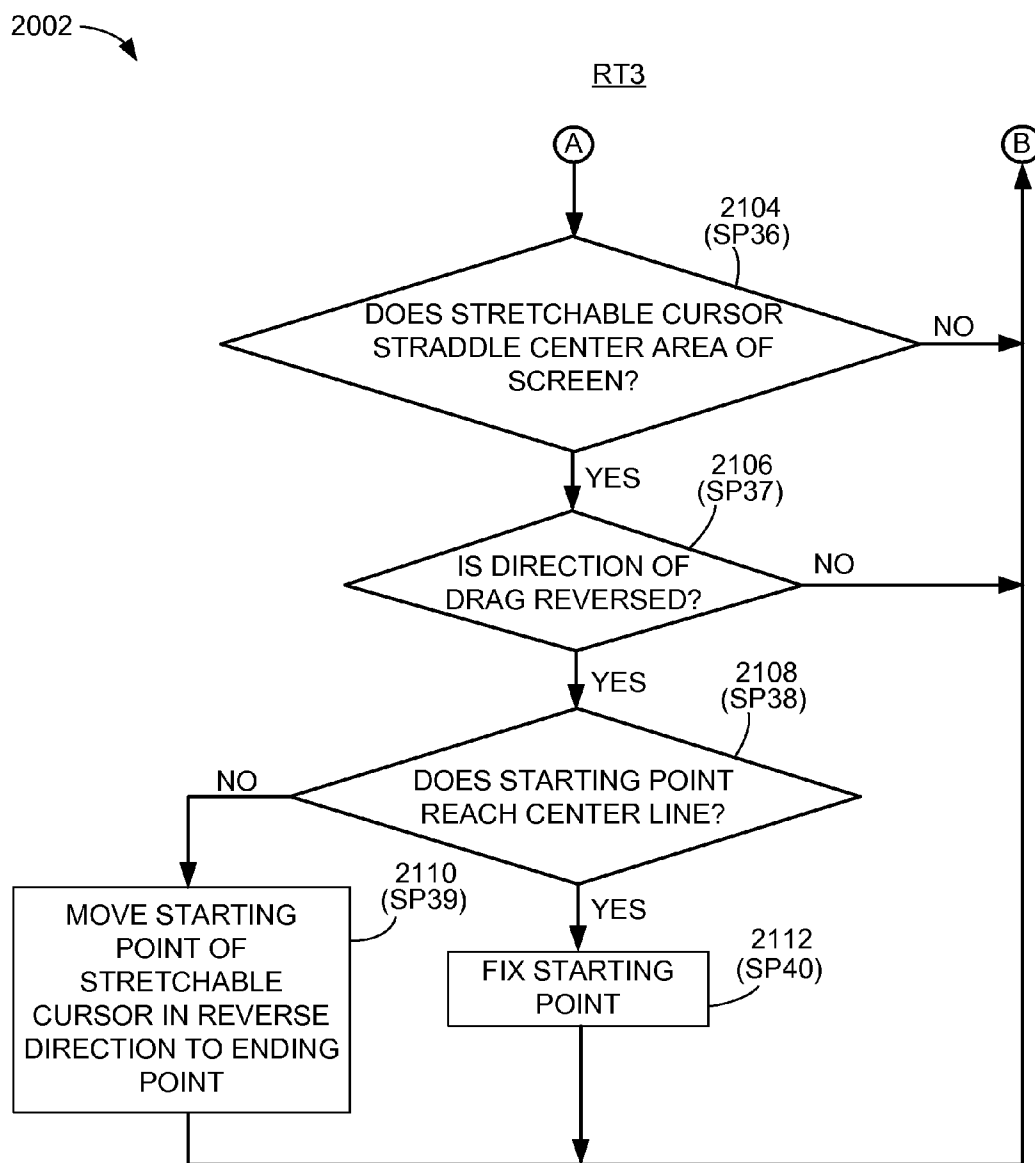 2002
RT3
A
B
2104
(SP36)
DOES STRETCHABLE CURSOR
STRADDLE CENTER AREA OF
SCREEN?
NO
YES
2106
(SP37)
IS DIRECTION OF
DRAG REVERSED?
NO
YES
2108
(SP38)
DOES STARTING POINT
REACH CENTER LINE?
NO
YES
2110
(SP39)
MOVE STARTING
POINT OF
STRETCHABLE
CURSOR IN REVERSE
DIRECTION TO ENDING
POINT
2112
(SP40)
FIX STARTING
POINT